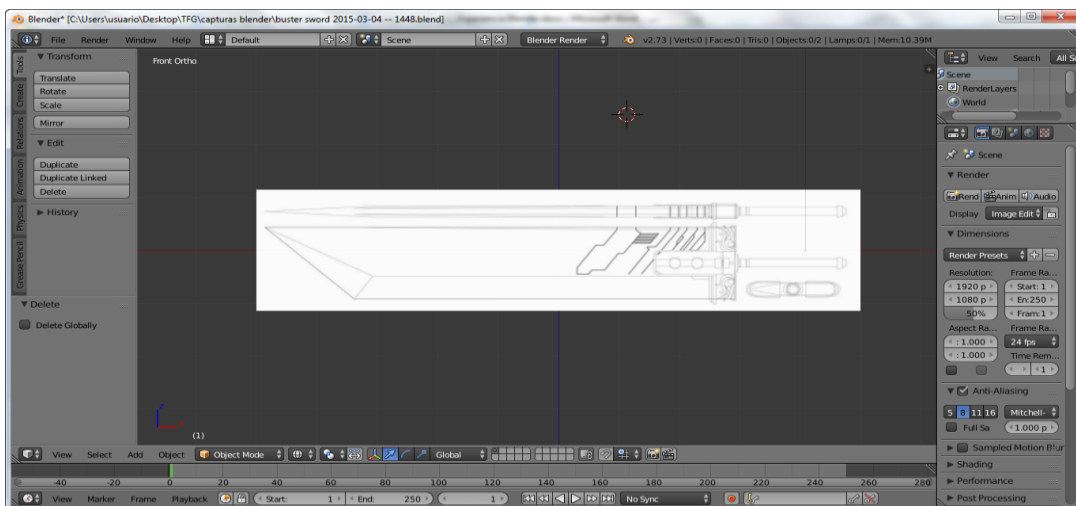 Blender* [C:\Users\usuario\Desktop\TFG\capturas blender\buster sword 2015-03-04 -- 1448.blend]
File Render Window Help Default Scene Blender Render v2.73 | Verts:0 | Faces:0 | Tris:0 | Objects:0/2 | Lamps:0/1 | Mem:10.39M
Tools
Create
Relations
Animation
Physics
Grease Pencil
Transform
Translate
Rotate
Scale
Mirror
Edit
Duplicate
Duplicate Linked
Delete
History
Delete
Delete Globally
Front Ortho
(1)
View Select Add Object Object Mode Global
-40 -20 0 20 40 60 80 100 120 140 160 180 200 220 240 260 280
View Marker Frame Playback Start: 1 End: 250 1 No Sync
View Search All S
Scene
RenderLayers
World
Scene
Render
Rend Anim Audio
Display Image Edit
Dimensions
Render Presets
Resolution: Frame Ra...
1920 p Start: 1
1080 p En:250
50% Fram:1
Aspect Ra... Frame Ra...
: 1.000 24 fps
: 1.000 Time Rem...
1
Anti-Aliasing
5 8 11 16 Mitchell-
Full Sa 1.000 p
Sampled Motion Blur
Shading
Performance
Post Processing